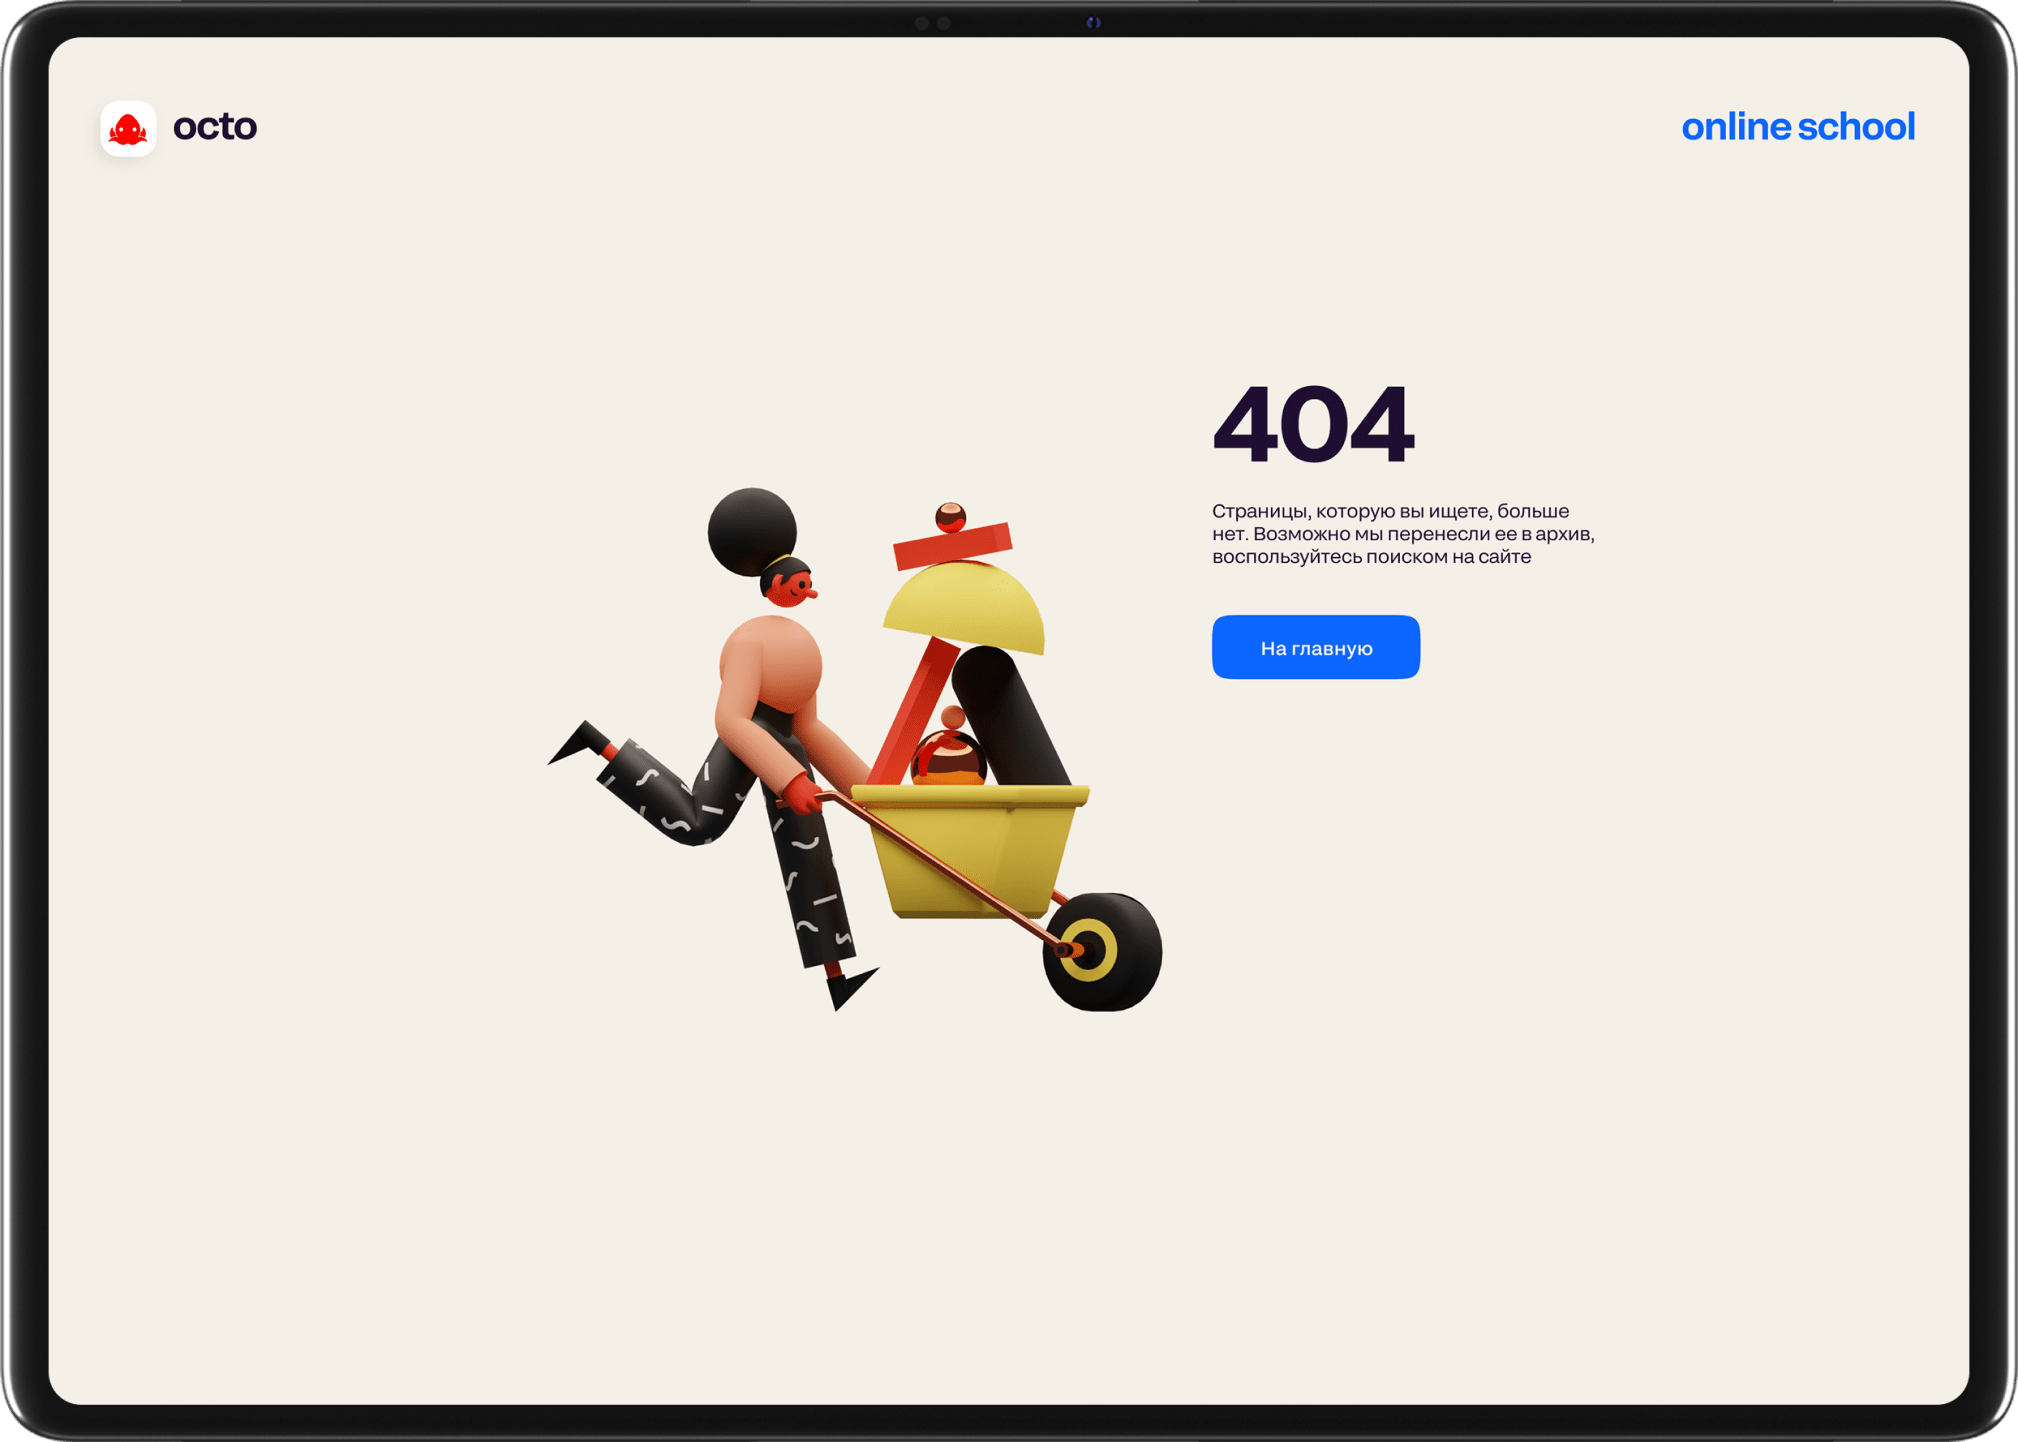 octo
online school
404
Страницы, которую вы ищете, больше
нет. Возможно мы перенесли ее в архив,
воспользуйтесь поиском на сайте
На главную